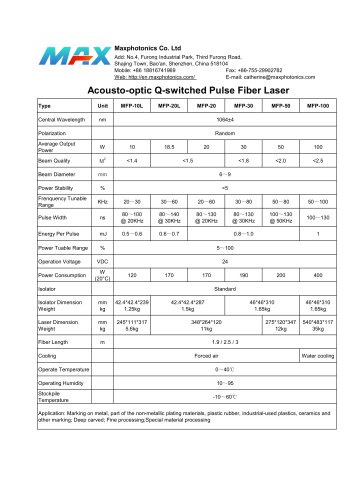 MAX
Maxphotonics Co. Ltd
Add: No.4, Furong Industrial Park, Third Furong Road,
Shajing Town, Bao'an, Shenzhen, China 518104
Mobile: +86 18816741969 Fax: +86-755-29902782
Web: http://en.maxphotonics.com/ E-mail: catherine@maxphotonics.com
Acousto-optic Q-switched Pulse Fiber Laser
Type Unit MFP-10L MFP-20L MFP-20 MFP-30 MFP-50 MFP-100
Central Wavelength nm 1064±4
Polarization Random
Average Output Power W 10 18.5 20 30 50 100
Beam Quality M² <1.4 <1.5 <1.8 <2.0 <2.5
Beam Diameter mm 6～9
Power Stability % <5
Frenquency Tunable Range KHz 20～30 30～60 20～60 30～80 50～80 50～100
Pulse Width ns 80～100 @ 20KHz 80～140 @ 30KHz 80～130 @ 20KHz 80～130 @ 30KHz 100～130 @ 50KHz 100～130
Energy Per Pulse mJ 0.5～0.6 0.6～0.7 0.8～1.0 1
Power Tuable Range % 5～100
Operation Voltage VDC 24
Power Consumption W (20°C) 120 170 170 190 200 400
Isolator Standard
Isolator Dimension mm 42.4*42.4*239 42.4*42.4*287 46*46*310 46*46*310
Weight kg 1.25kg 1.5kg 1.65kg 1.65kg
Laser Dimension mm 245*111*317 348*264*120 275*120*347 540*483*117
Weight kg 5.6kg 11kg 12kg 35kg
Fiber Length m 1.9 / 2.5 / 3
Cooling Forced air Water cooling
Operate Temperature 0～40℃
Operating Humidity 10～95
Stockpile Temperature -10～60℃
Application: Marking on metal, part of the non-metallic plating materials, plastic rubber, industrial-used plastics, ceramics and
other marking; Deep carved; Fine processing;Special material processing